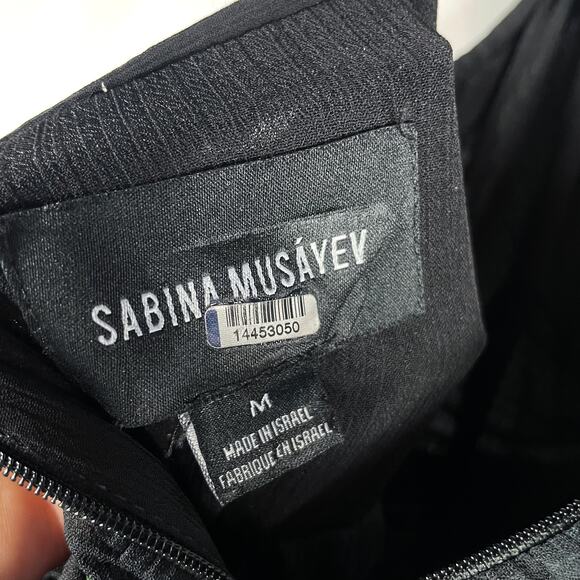 SABINA MUSÁYEV
14453050
M
MADE IN ISRAEL
FABRIQUE EN ISRAEL